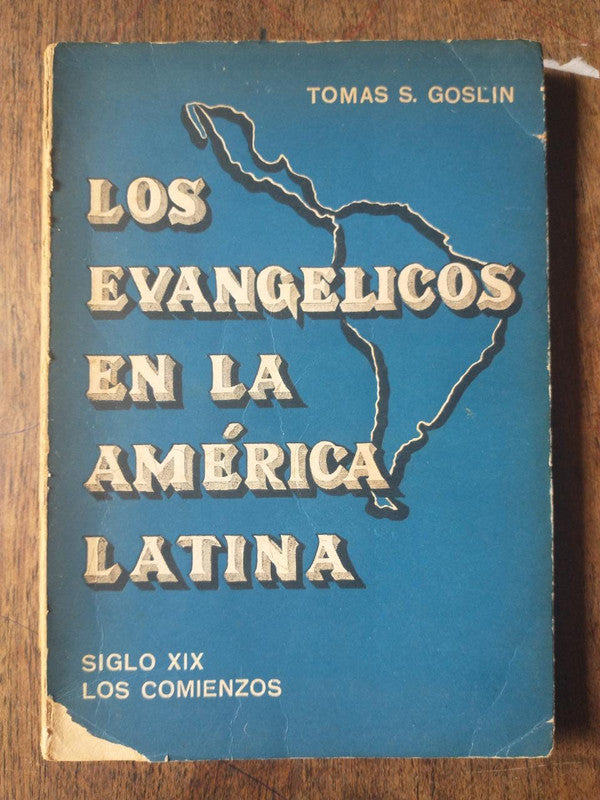 TOMAS S. GOSLIN
LOS
EVANGELICOS
EN LA
AMÉRICA
LATINA
SIGLO XIX
LOS COMIENZOS